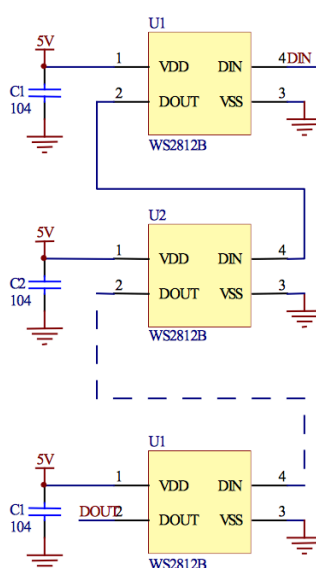 U1
5V
1 VDD DIN 4 DIN
C1
104
2 DOUT VSS 3
WS2812B
U2
5V
1 VDD DIN 4
C2
104
2 DOUT VSS 3
WS2812B
U1
5V
1 VDD DIN 4
C1
104
DOUT 2 DOUT VSS 3
WS2812B